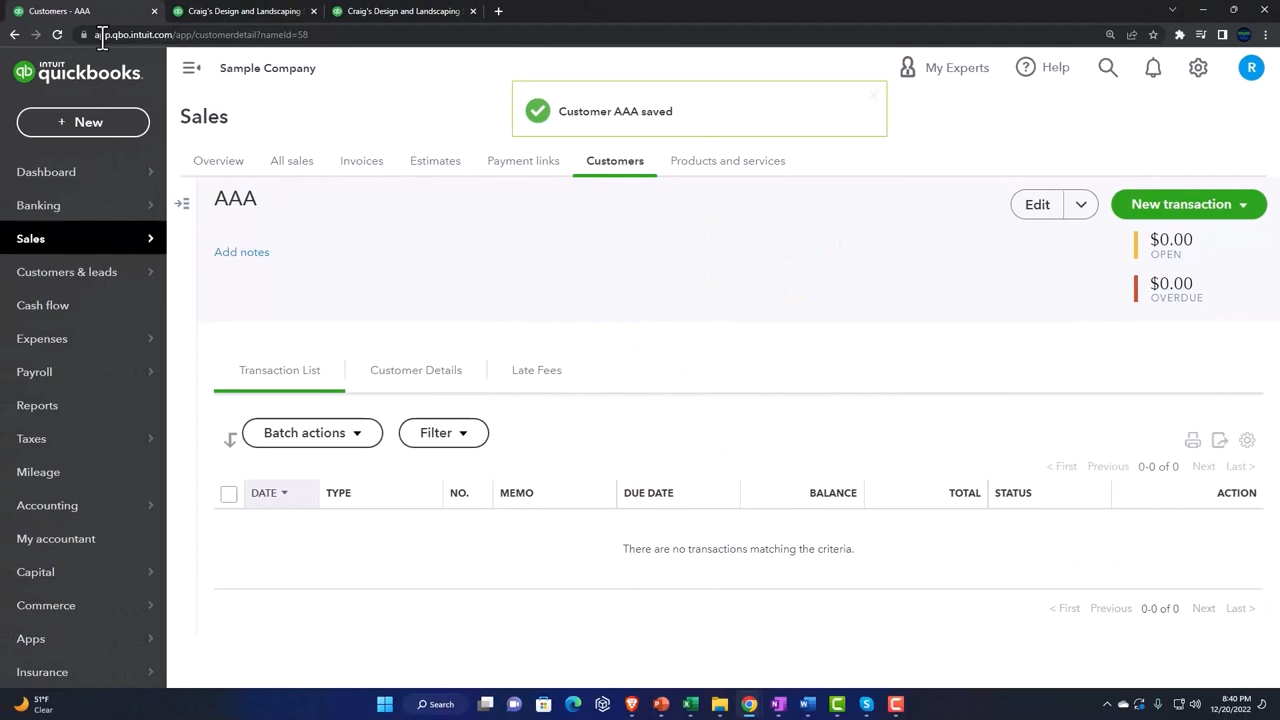 Customers - AAA
Craig's Design and Landscaping S
Craig's Design and Landscaping S
app.qbo.intuit.com/app/customerdetail?nameId=58
INTUIT
quickbooks.
Sample Company
My Experts
Help
R
+ New
Sales
Customer AAA saved
Overview
All sales
Invoices
Estimates
Payment links
Customers
Products and services
Dashboard
Banking
Sales
Customers & leads
Cash flow
Expenses
Payroll
Reports
Taxes
Mileage
Accounting
My accountant
Capital
Commerce
Apps
Insurance
AAA
Edit
New transaction
Add notes
$0.00
OPEN
$0.00
OVERDUE
Transaction List
Customer Details
Late Fees
Batch actions
Filter
< First Previous 0-0 of 0 Next Last >
DATE TYPE NO. MEMO DUE DATE BALANCE TOTAL STATUS ACTION
There are no transactions matching the criteria.
< First Previous 0-0 of 0 Next Last >
51°F
Clear
Search
8:40 PM
12/20/2022